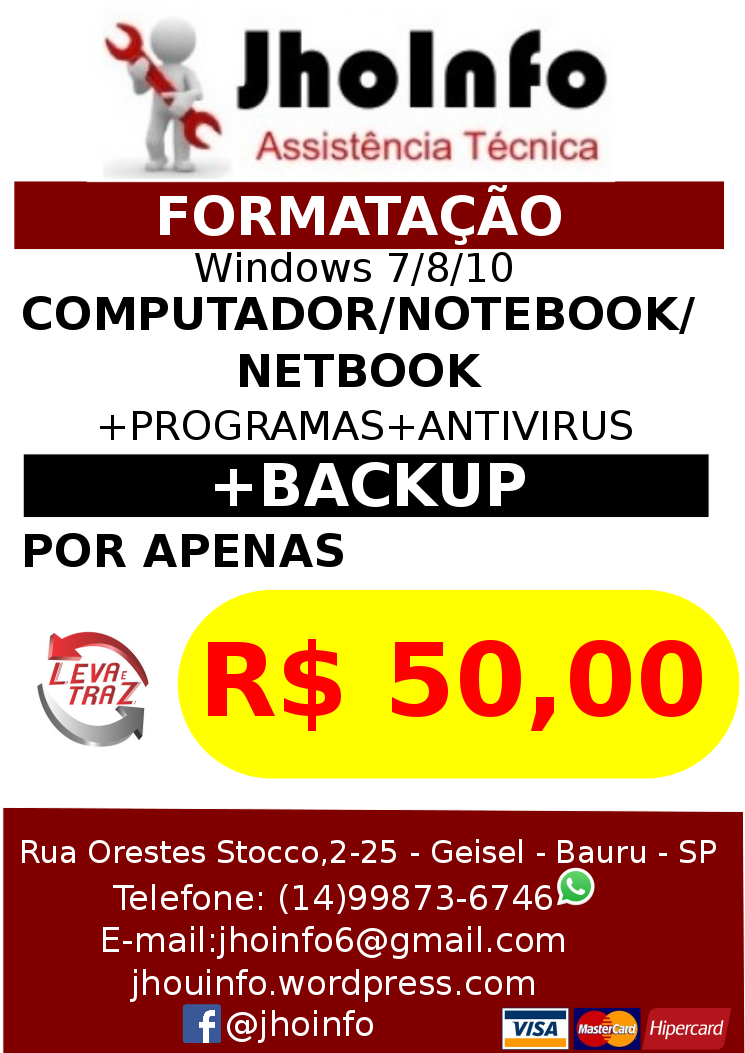 JhoInfo
Assistência Técnica
FORMATAÇÃO
Windows 7/8/10
COMPUTADOR/NOTEBOOK/
NETBOOK
+PROGRAMAS+ANTIVIRUS
+BACKUP
POR APENAS
LEVA E
TRAZ
R$ 50,00
Rua Orestes Stocco,2-25 - Geisel - Bauru - SP
Telefone: (14)99873-6746
E-mail:jhoinfo6@gmail.com
jhouinfo.wordpress.com
f @jhoinfo
VISA MasterCard Hipercard